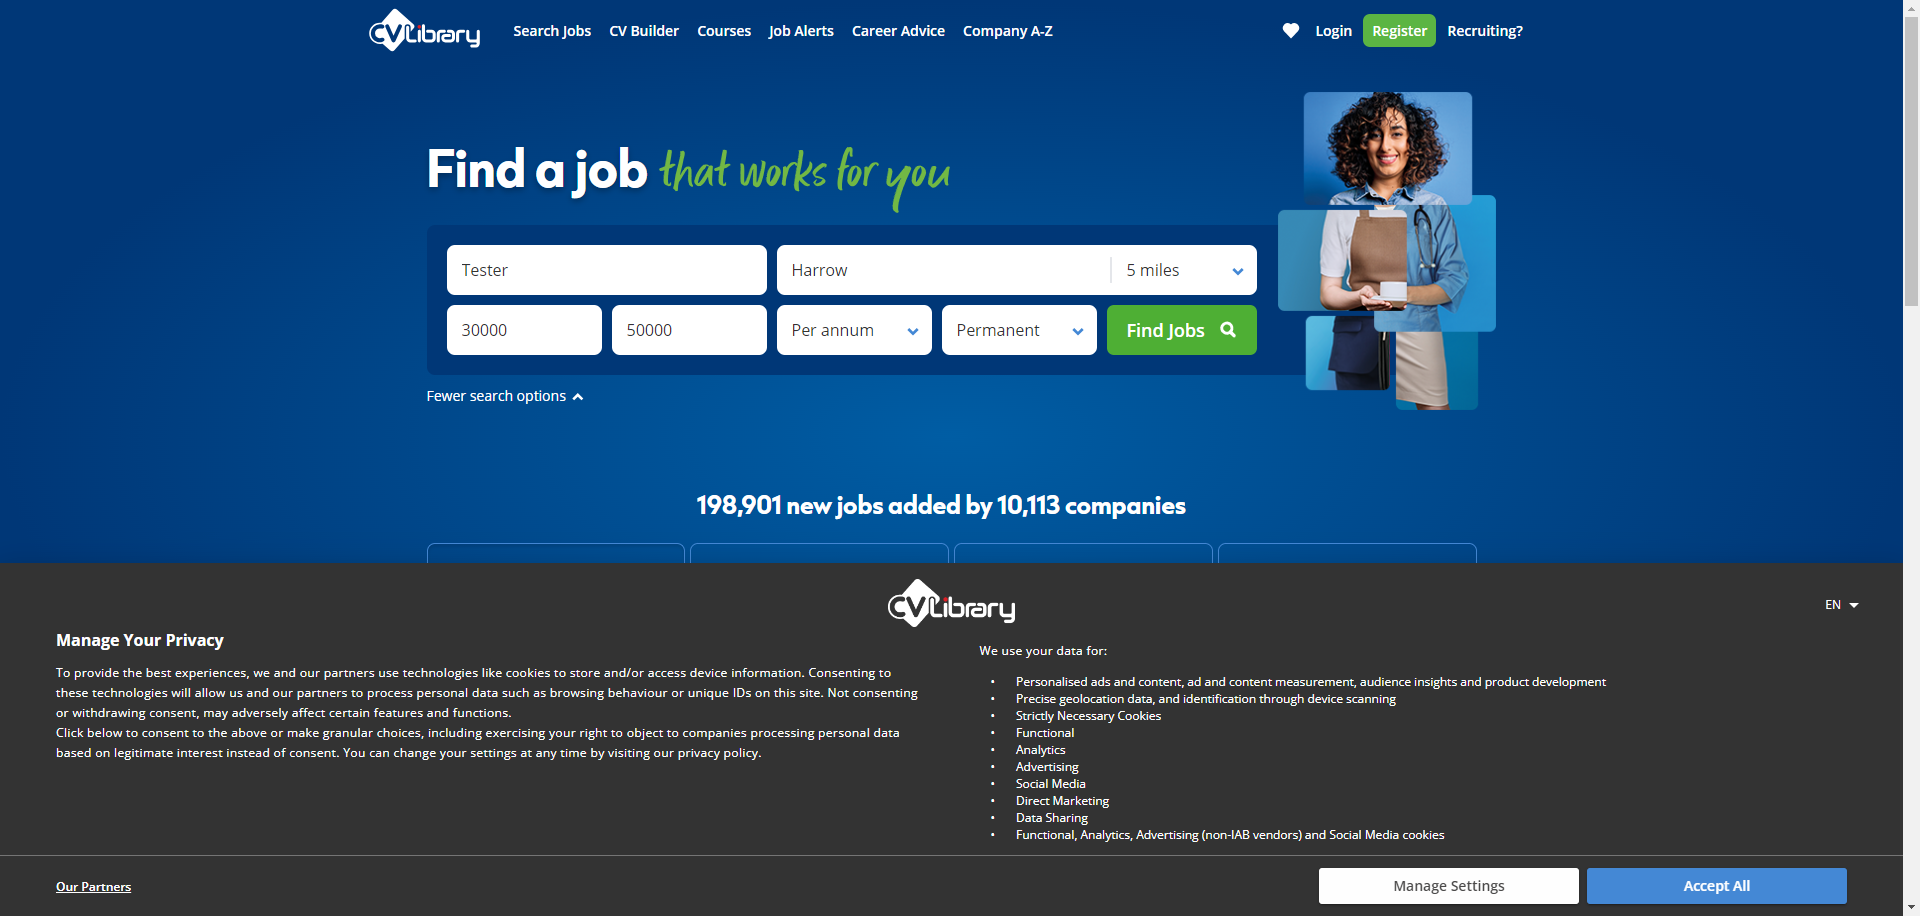 CV Library
Search Jobs
CV Builder
Courses
Job Alerts
Career Advice
Company A-Z
Login
Register
Recruiting?
Find a job that works for you
Tester
Harrow
5 miles
30000
50000
Per annum
Permanent
Find Jobs
Fewer search options
198,901 new jobs added by 10,113 companies
CV Library
EN
Manage Your Privacy
To provide the best experiences, we and our partners use technologies like cookies to store and/or access device information. Consenting to
these technologies will allow us and our partners to process personal data such as browsing behaviour or unique IDs on this site. Not consenting
or withdrawing consent, may adversely affect certain features and functions.
Click below to consent to the above or make granular choices, including exercising your right to object to companies processing personal data
based on legitimate interest instead of consent. You can change your settings at any time by visiting our privacy policy.
We use your data for:
• Personalised ads and content, ad and content measurement, audience insights and product development
• Precise geolocation data, and identification through device scanning
• Strictly Necessary Cookies
• Functional
• Analytics
• Advertising
• Social Media
• Direct Marketing
• Data Sharing
• Functional, Analytics, Advertising (non-IAB vendors) and Social Media cookies
Our Partners
Manage Settings
Accept All